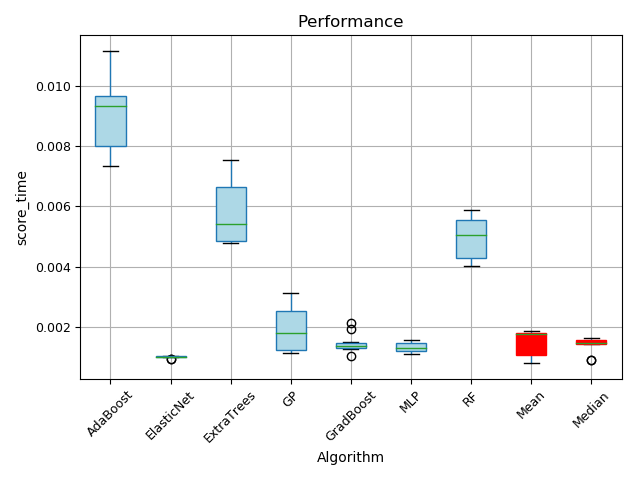 Performance
score_time
0.010
0.008
0.006
0.004
0.002
AdaBoost
ElasticNet
ExtraTrees
GP
GradBoost
MLP
RF
Mean
Median
Algorithm